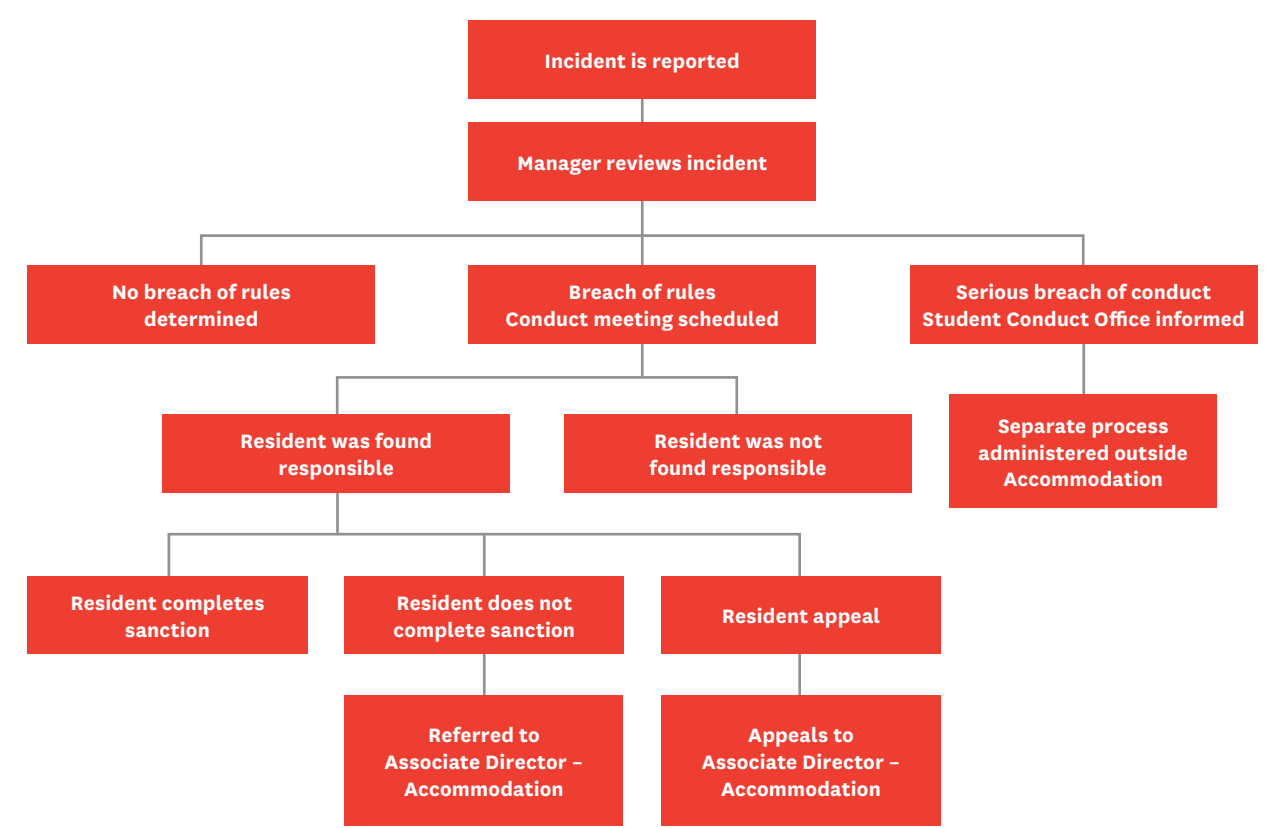 Incident is reported
Manager reviews incident
No breach of rules
determined
Breach of rules
Conduct meeting scheduled
Serious breach of conduct
Student Conduct Office informed
Resident was found
responsible
Resident was not
found responsible
Separate process
administered outside
Accommodation
Resident completes
sanction
Resident does not
complete sanction
Resident appeal
Referred to
Associate Director –
Accommodation
Appeals to
Associate Director –
Accommodation